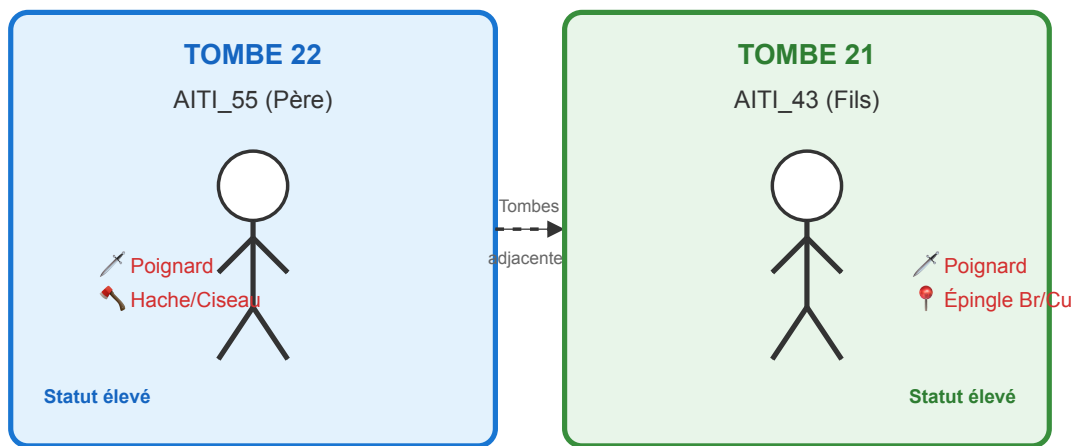 TOMBE 22
AITI_55 (Père)
Poignard
Hache/Ciseau
Statut élevé
Tombes
adjacente
TOMBE 21
AITI_43 (Fils)
Poignard
Épingle Br/Cu
Statut élevé